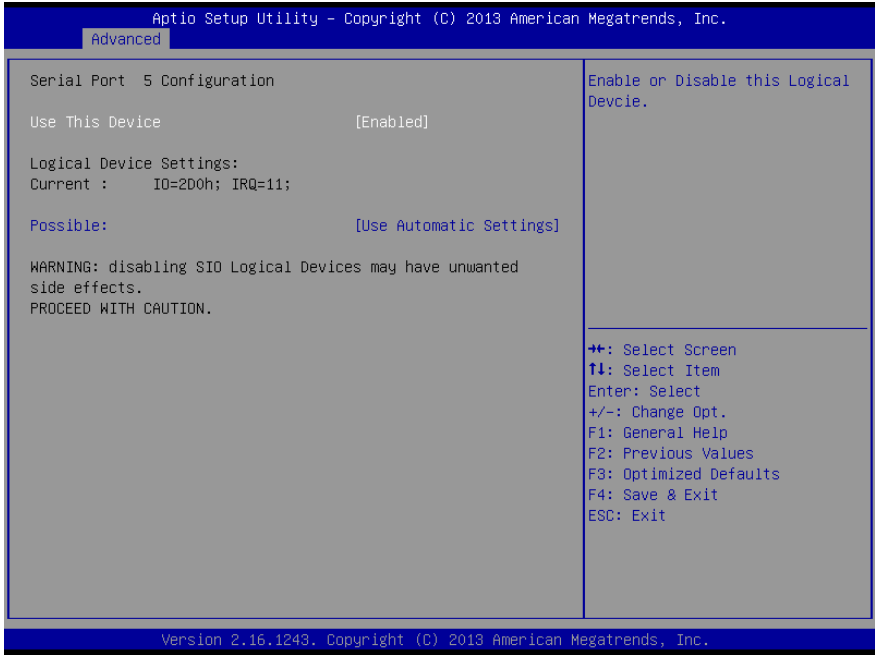 Aptio Setup Utility – Copyright (C) 2013 American Megatrends, Inc.
Advanced
Serial Port 5 Configuration
Use This Device [Enabled]
Logical Device Settings:
Current : IO=2D0h; IRQ=11;
Possible: [Use Automatic Settings]
WARNING: disabling SIO Logical Devices may have unwanted
side effects.
PROCEED WITH CAUTION.
Enable or Disable this Logical
Devcie.
→←: Select Screen
↑↓: Select Item
Enter: Select
+/-: Change Opt.
F1: General Help
F2: Previous Values
F3: Optimized Defaults
F4: Save & Exit
ESC: Exit
Version 2.16.1243. Copyright (C) 2013 American Megatrends, Inc.